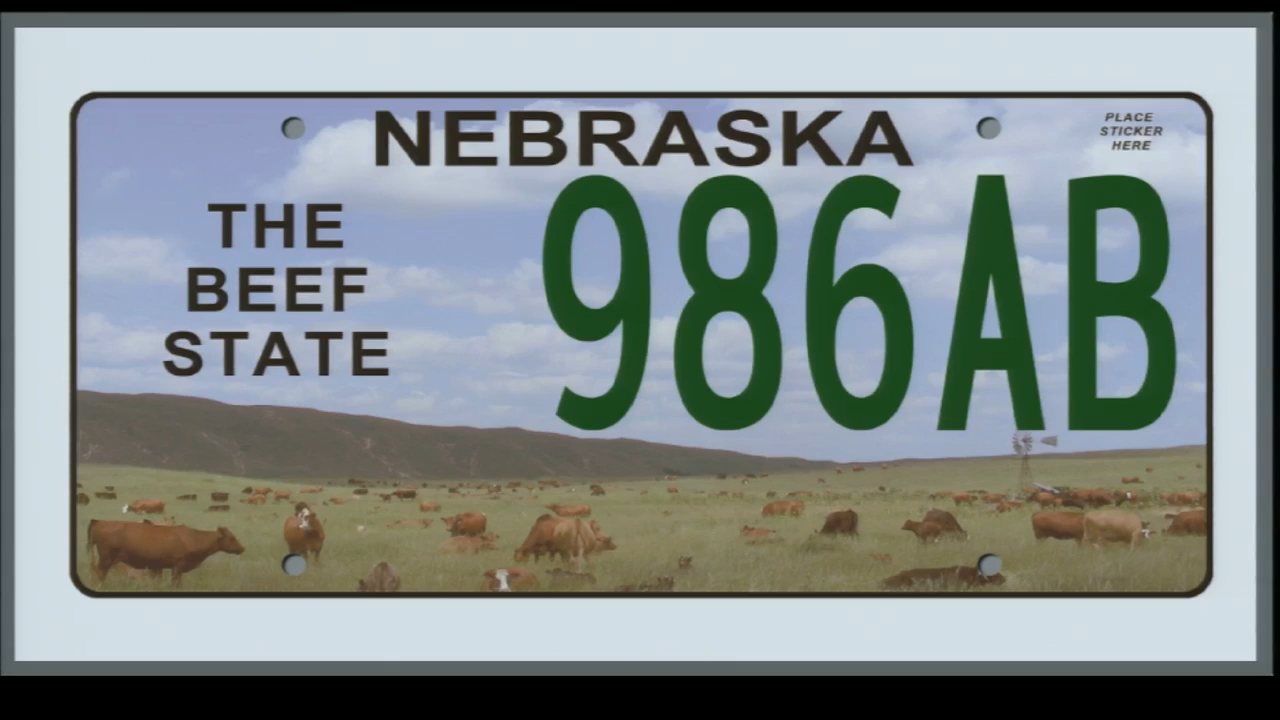 NEBRASKA
PLACE
STICKER
HERE
THE
BEEF
STATE
986AB